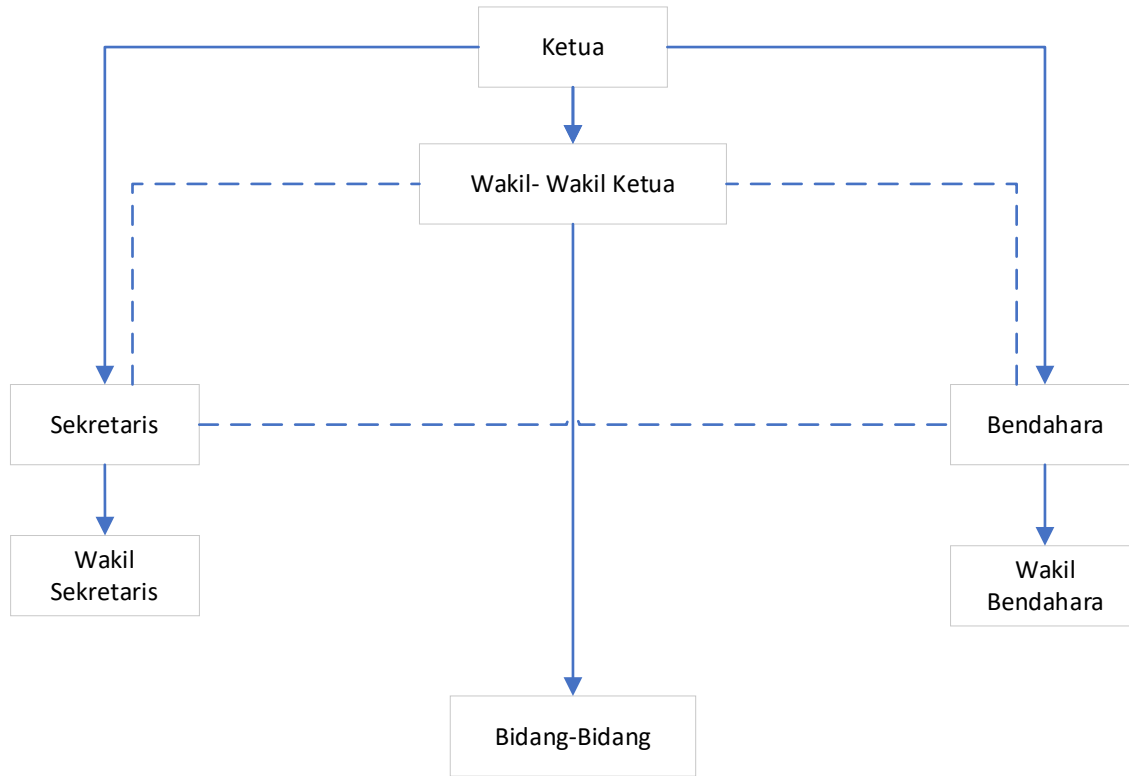 Ketua
Wakil- Wakil Ketua
Sekretaris
Bendahara
Wakil
Sekretaris
Wakil
Bendahara
Bidang-Bidang